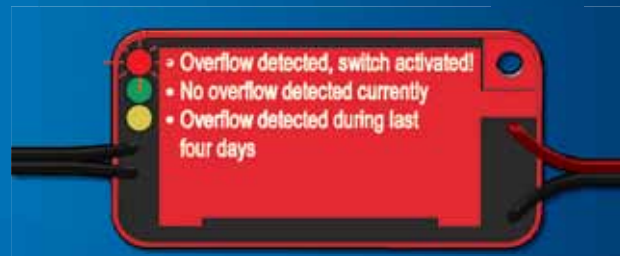 • Overflow detected, switch activated!
• No overflow detected currently
• Overflow detected during last
four days